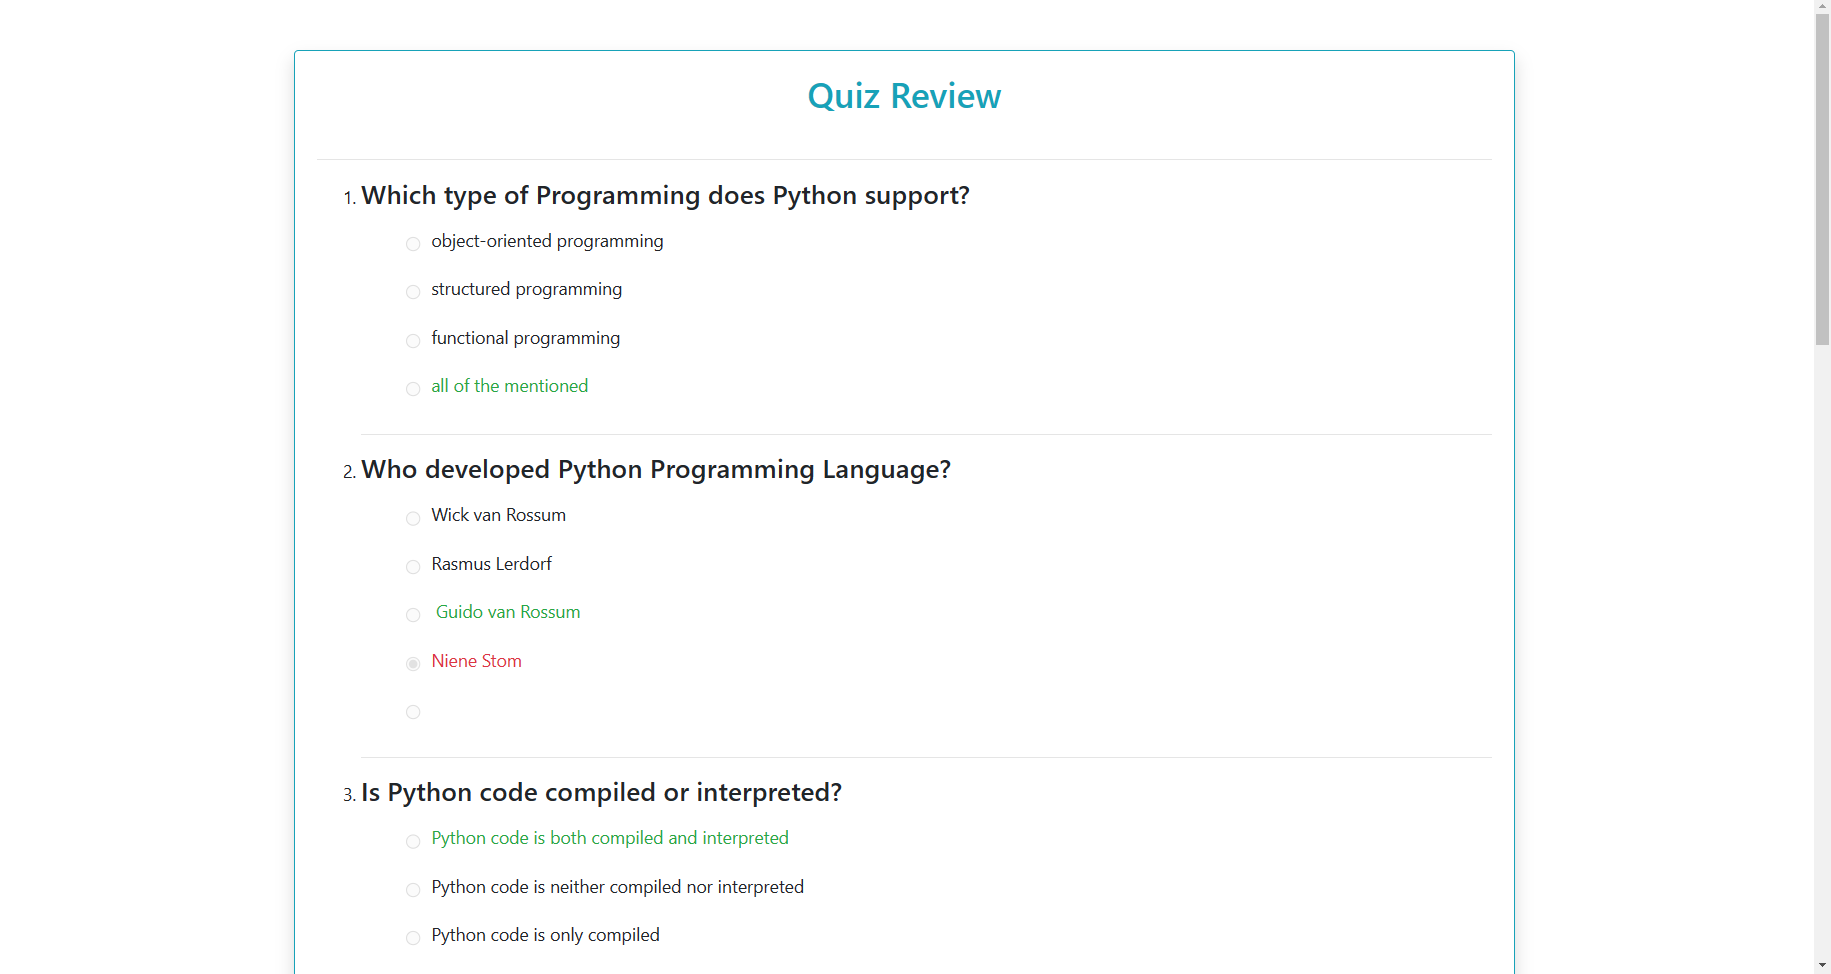 Quiz Review
1. Which type of Programming does Python support?
object-oriented programming
structured programming
functional programming
all of the mentioned
2. Who developed Python Programming Language?
Wick van Rossum
Rasmus Lerdorf
Guido van Rossum
Niene Stom
3. Is Python code compiled or interpreted?
Python code is both compiled and interpreted
Python code is neither compiled nor interpreted
Python code is only compiled